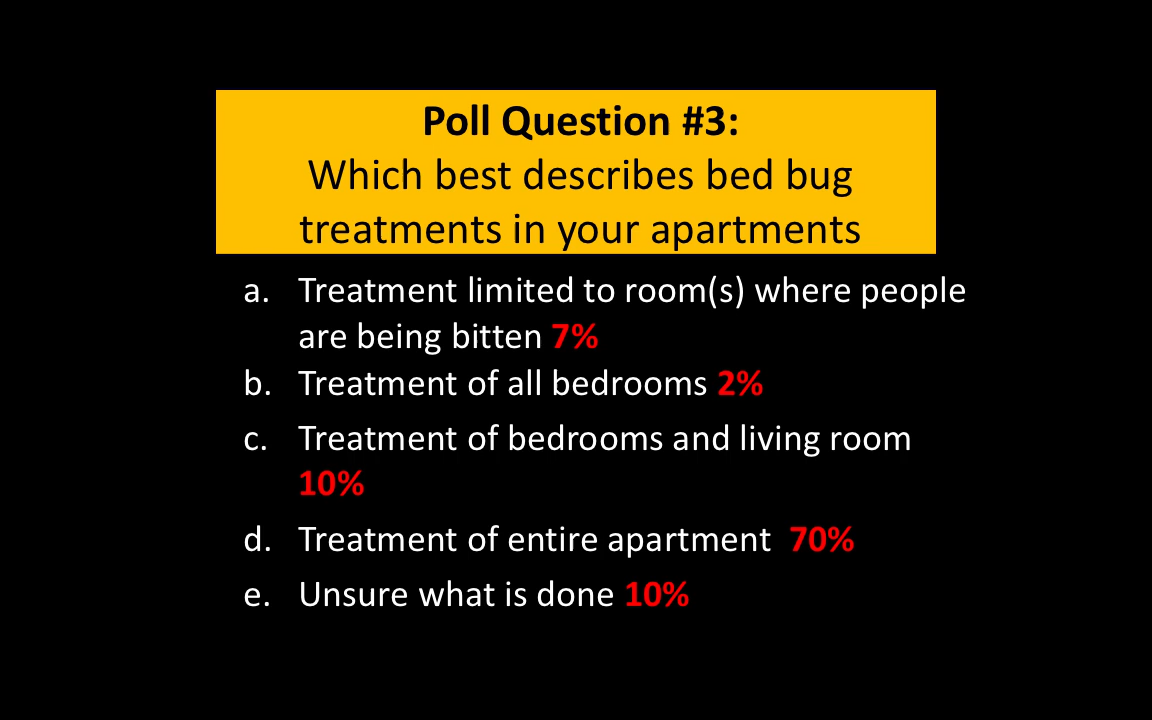 Poll Question #3:
Which best describes bed bug
treatments in your apartments
a. Treatment limited to room(s) where people
are being bitten 7%
b. Treatment of all bedrooms 2%
c. Treatment of bedrooms and living room
10%
d. Treatment of entire apartment 70%
e. Unsure what is done 10%